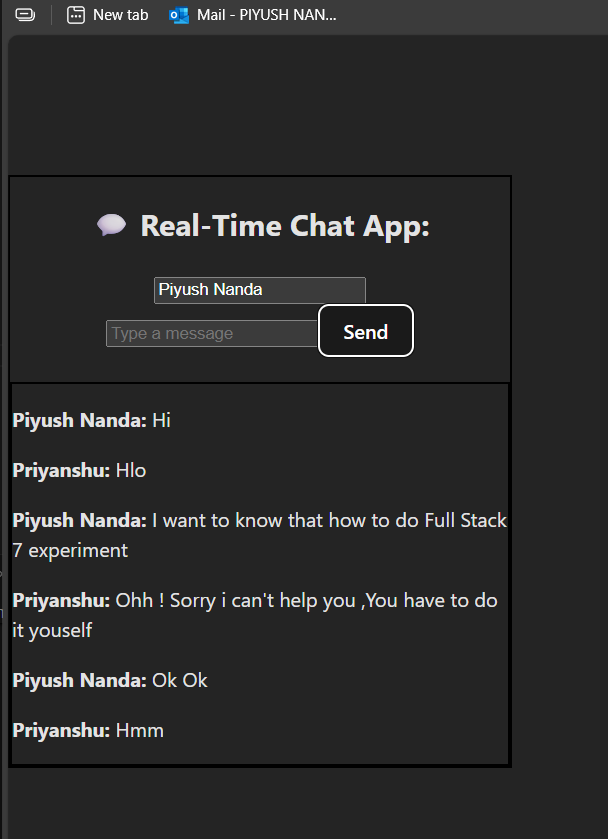 New tab
Mail - PIYUSH NAN...
Real-Time Chat App:
Piyush Nanda
Type a message
Send
Piyush Nanda: Hi
Priyanshu: Hlo
Piyush Nanda: I want to know that how to do Full Stack
7 experiment
Priyanshu: Ohh ! Sorry i can't help you ,You have to do
it youself
Piyush Nanda: Ok Ok
Priyanshu: Hmm